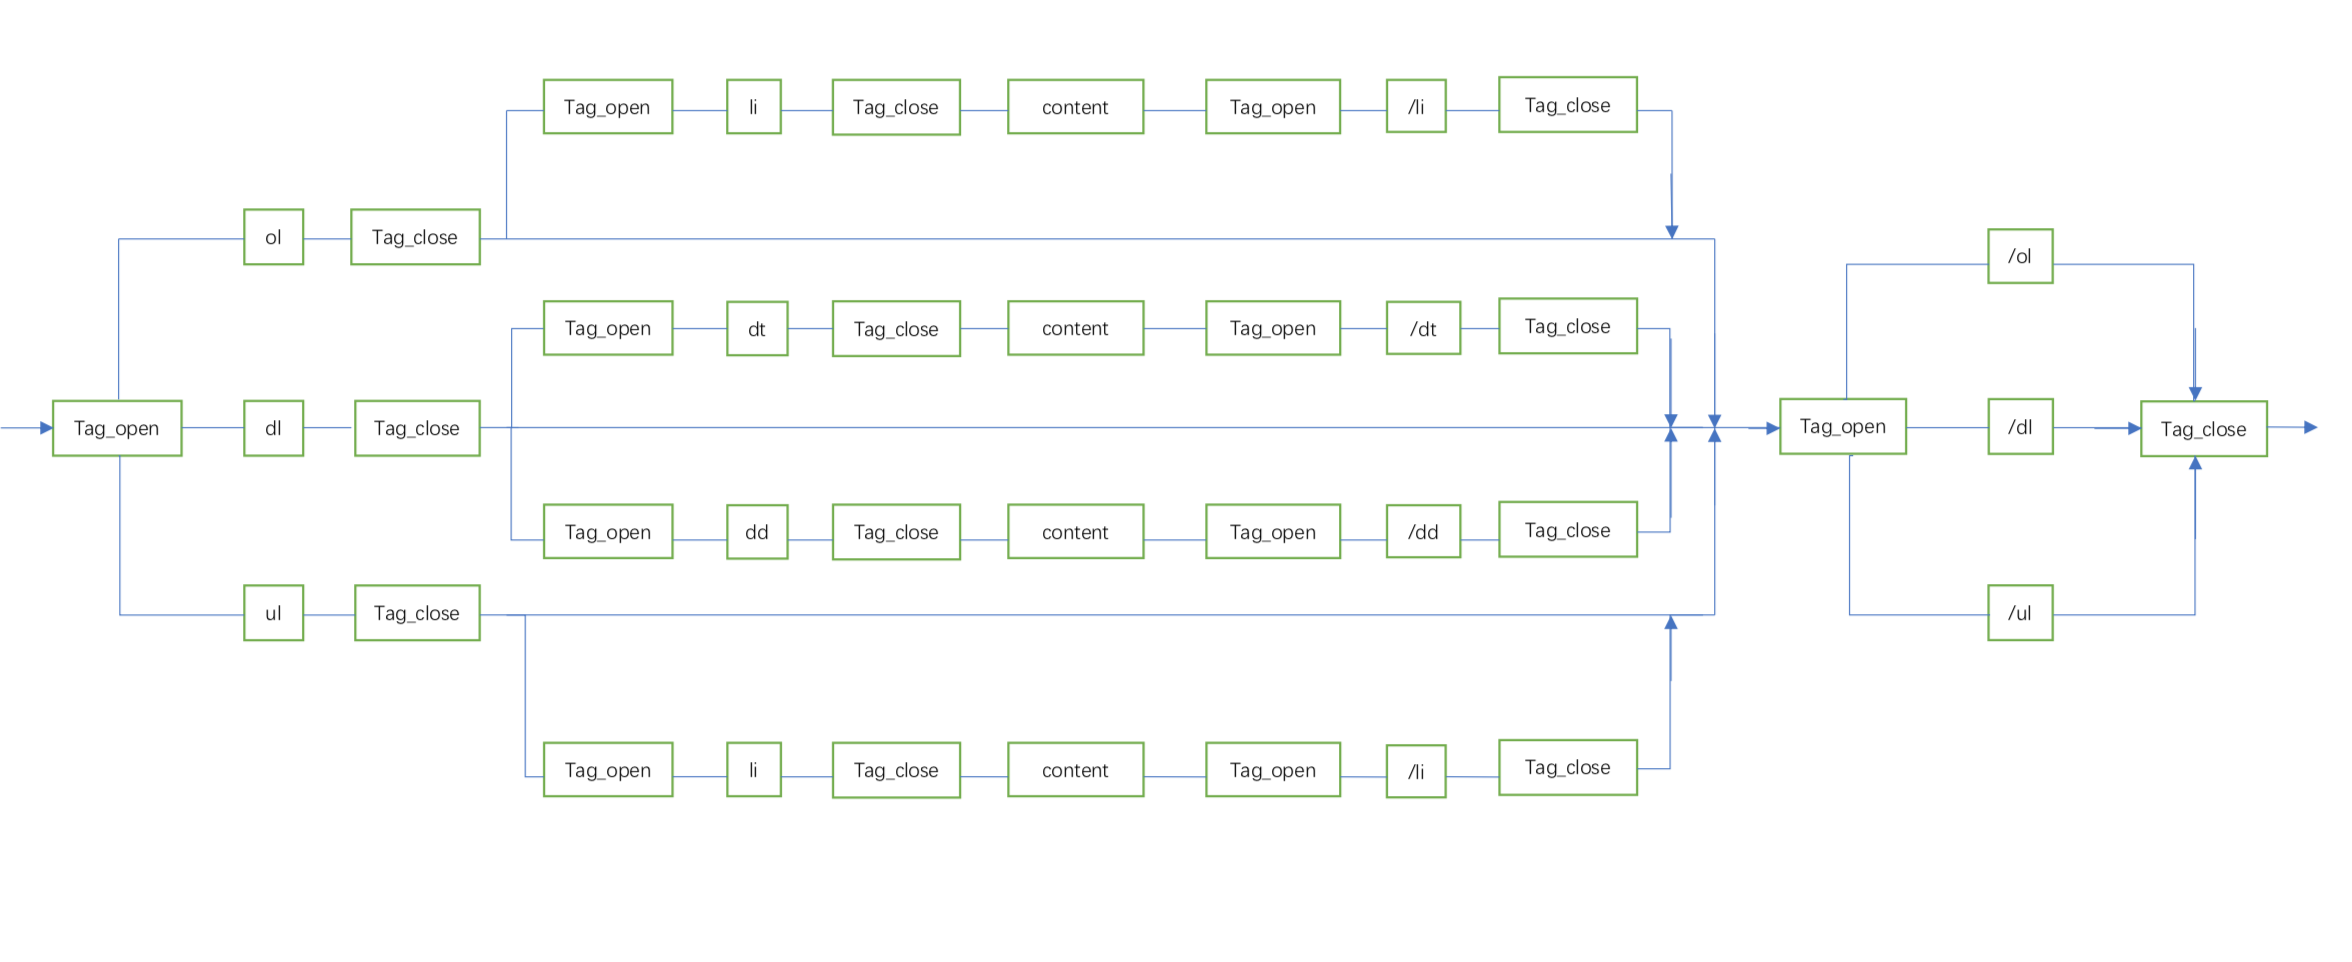 Tag_open li Tag_close content Tag_open /li Tag_close
ol Tag_close /ol
Tag_open dt Tag_close content Tag_open /dt Tag_close
Tag_open dl Tag_close Tag_open /dl Tag_close
Tag_open dd Tag_close content Tag_open /dd Tag_close
ul Tag_close /ul
Tag_open li Tag_close content Tag_open /li Tag_close